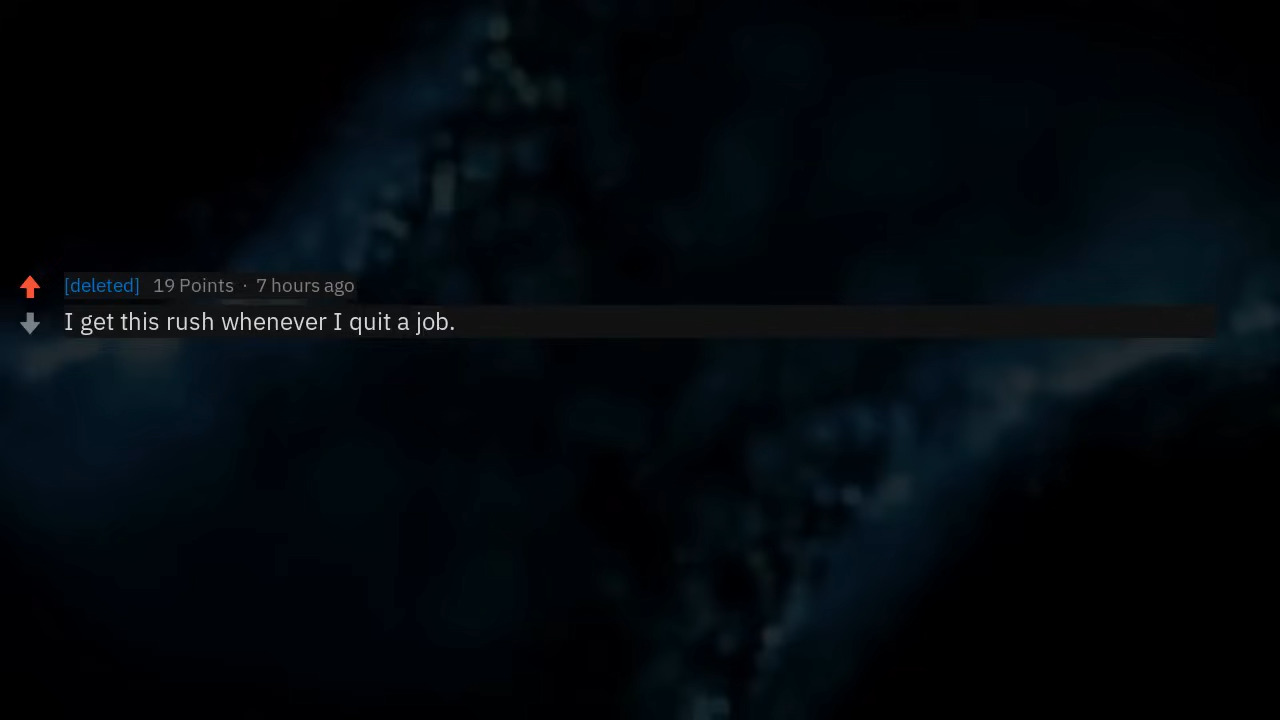 [deleted] 19 Points · 7 hours ago
I get this rush whenever I quit a job.